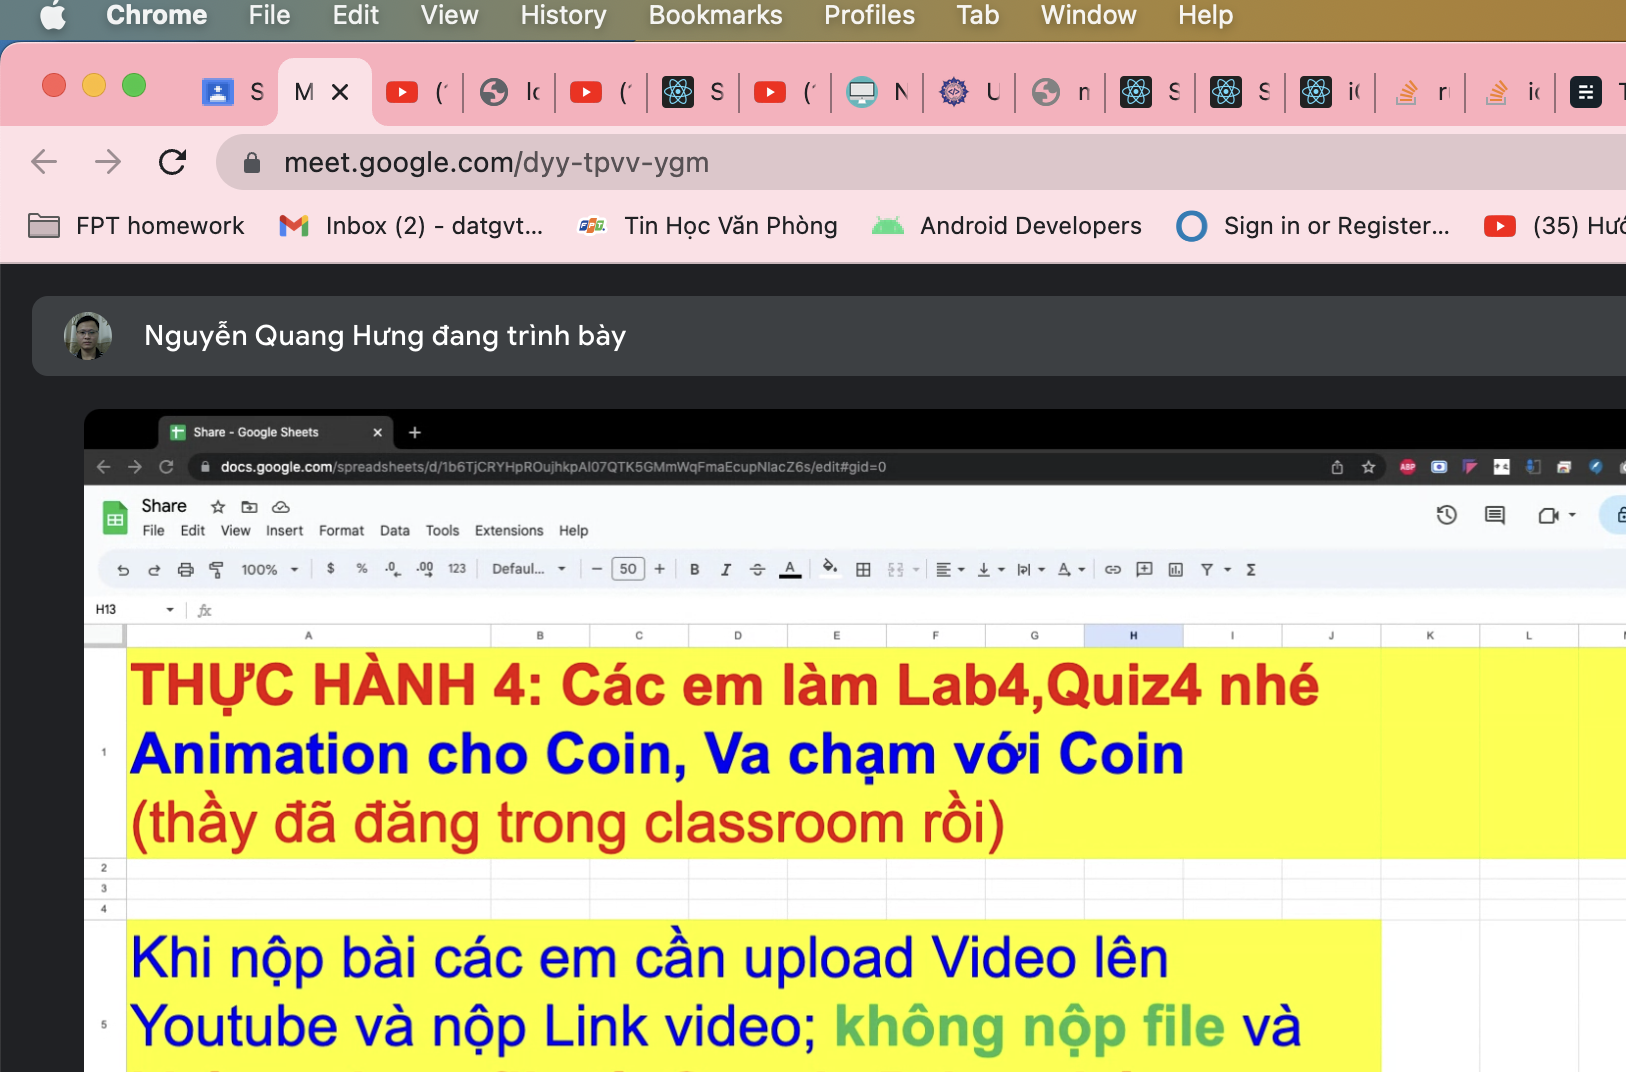 Chrome File Edit View History Bookmarks Profiles Tab Window Help
S M
meet.google.com/dyy-tpvv-ygm
FPT homework Inbox (2) - datgvt... Tin Học Văn Phòng Android Developers Sign in or Register... (35) Hướ
Nguyễn Quang Hưng đang trình bày
Share - Google Sheets
docs.google.com/spreadsheets/d/1b6TjCRYHpROujhkpAl07QTK5GMmWqFmaEcupNlacZ6s/edit#gid=0
ABP
Share
File Edit View Insert Format Data Tools Extensions Help
100% $ % .0 .00 123 Defaul... 50 B I A
H13 fx
A B C D E F G H I J K L
1
THỰC HÀNH 4: Các em làm Lab4,Quiz4 nhé
Animation cho Coin, Va chạm với Coin
(thầy đã đăng trong classroom rồi)
2
3
4
5
Khi nộp bài các em cần upload Video lên
Youtube và nộp Link video; không nộp file và